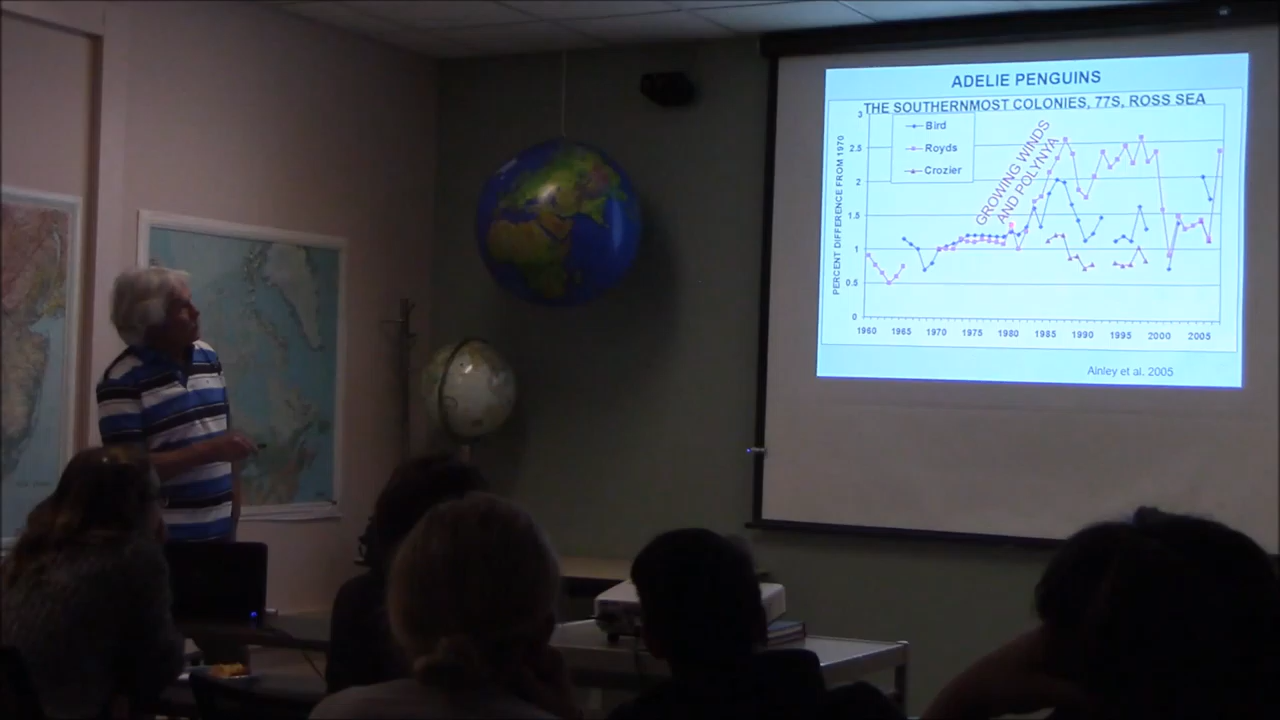 ADELIE PENGUINS
THE SOUTHERNMOST COLONIES, 77S, ROSS SEA
PERCENT DIFFERENCE FROM 1970
3
2.5
2
1.5
1
0.5
0
Bird
Royds
Crozier
GROWING WINDS
AND POLYNYA
1960 1965 1970 1975 1980 1985 1990 1995 2000 2005
Ainley et al. 2005